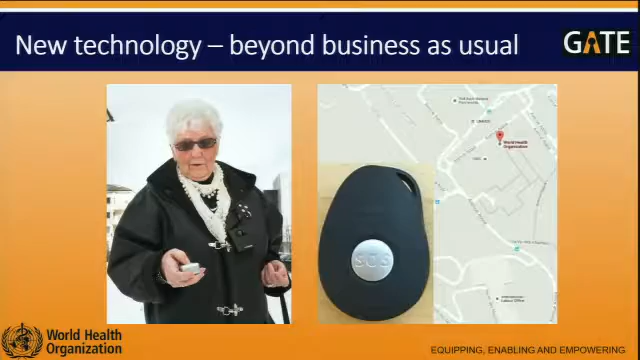 New technology – beyond business as usual
GATE
World Health
Organization
SOS
World Health
Organization
EQUIPPING, ENABLING AND EMPOWERING